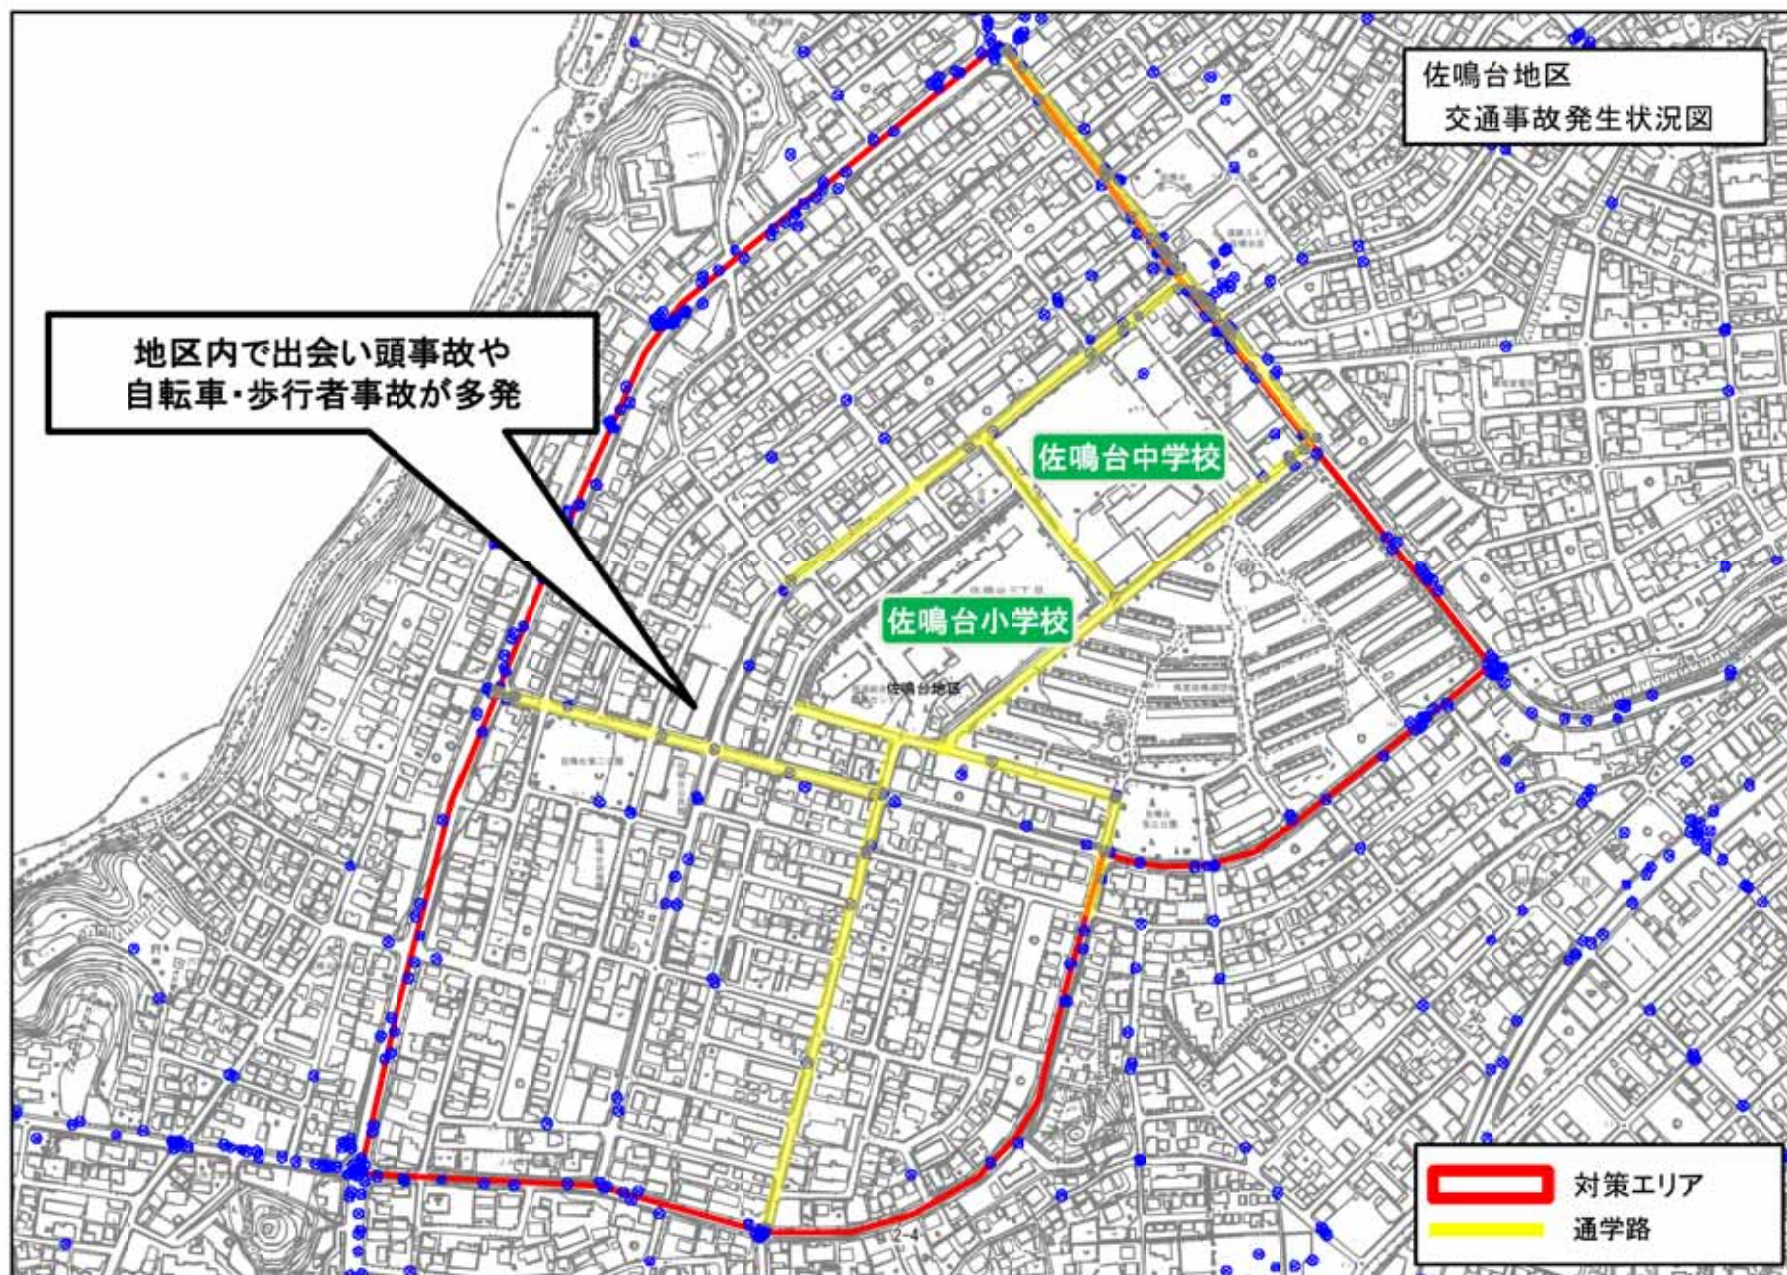 佐鳴台地区
交通事故発生状況図
地区内で出会い頭事故や
自転車・歩行者事故が多発
佐鳴台中学校
佐鳴台小学校
佐鳴台地区
2-4
対策エリア
通学路